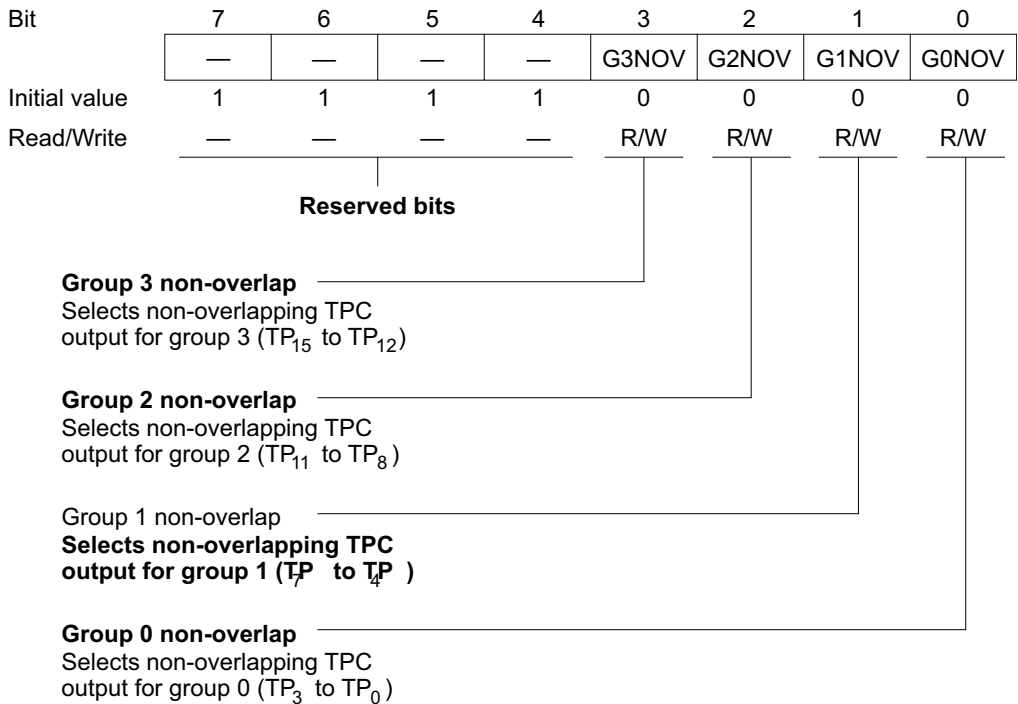 Bit 7 6 5 4 3 2 1 0
— — — — G3NOV G2NOV G1NOV G0NOV
Initial value 1 1 1 1 0 0 0 0
Read/Write — — — — R/W R/W R/W R/W
Reserved bits
Group 3 non-overlap
Selects non-overlapping TPC
output for group 3 (TP15 to TP12)
Group 2 non-overlap
Selects non-overlapping TPC
output for group 2 (TP11 to TP8)
Group 1 non-overlap
Selects non-overlapping TPC
output for group 1 (TP7 to TP4)
Group 0 non-overlap
Selects non-overlapping TPC
output for group 0 (TP3 to TP0)